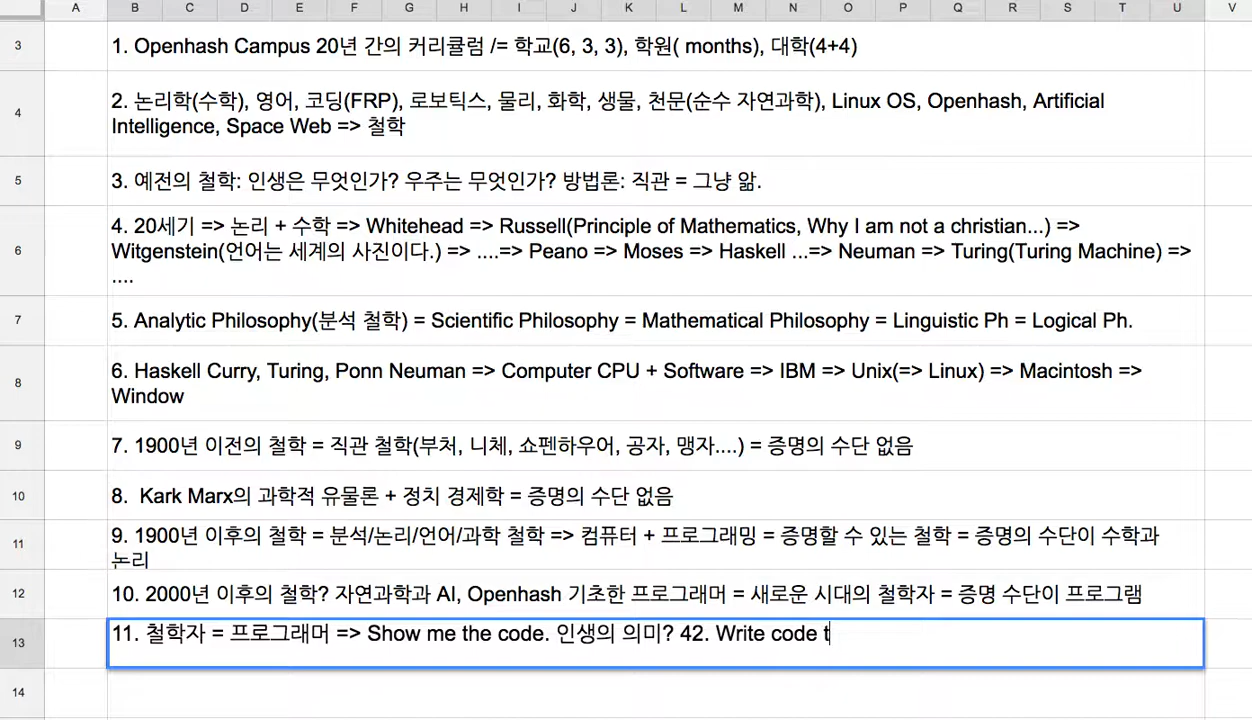 A B C D E F G H I J K L M N O P Q R S T U V
3 1. Openhash Campus 20년 간의 커리큘럼 /= 학교(6, 3, 3), 학원( months), 대학(4+4)
4 2. 논리학(수학), 영어, 코딩(FRP), 로보틱스, 물리, 화학, 생물, 천문(순수 자연과학), Linux OS, Openhash, Artificial
Intelligence, Space Web => 철학
5 3. 예전의 철학: 인생은 무엇인가? 우주는 무엇인가? 방법론: 직관 = 그냥 앎.
6 4. 20세기 => 논리 + 수학 => Whitehead => Russell(Principle of Mathematics, Why I am not a christian...) =>
Witgenstein(언어는 세계의 사진이다.) => ....=> Peano => Moses => Haskell ...=> Neuman => Turing(Turing Machine) =>
....
7 5. Analytic Philosophy(분석 철학) = Scientific Philosophy = Mathematical Philosophy = Linguistic Ph = Logical Ph.
8 6. Haskell Curry, Turing, Ponn Neuman => Computer CPU + Software => IBM => Unix(=> Linux) => Macintosh =>
Window
9 7. 1900년 이전의 철학 = 직관 철학(부처, 니체, 쇼펜하우어, 공자, 맹자....) = 증명의 수단 없음
10 8. Kark Marx의 과학적 유물론 + 정치 경제학 = 증명의 수단 없음
11 9. 1900년 이후의 철학 = 분석/논리/언어/과학 철학 => 컴퓨터 + 프로그래밍 = 증명할 수 있는 철학 = 증명의 수단이 수학과
논리
12 10. 2000년 이후의 철학? 자연과학과 AI, Openhash 기초한 프로그래머 = 새로운 시대의 철학자 = 증명 수단이 프로그램
13 11. 철학자 = 프로그래머 => Show me the code. 인생의 의미? 42. Write code t
14